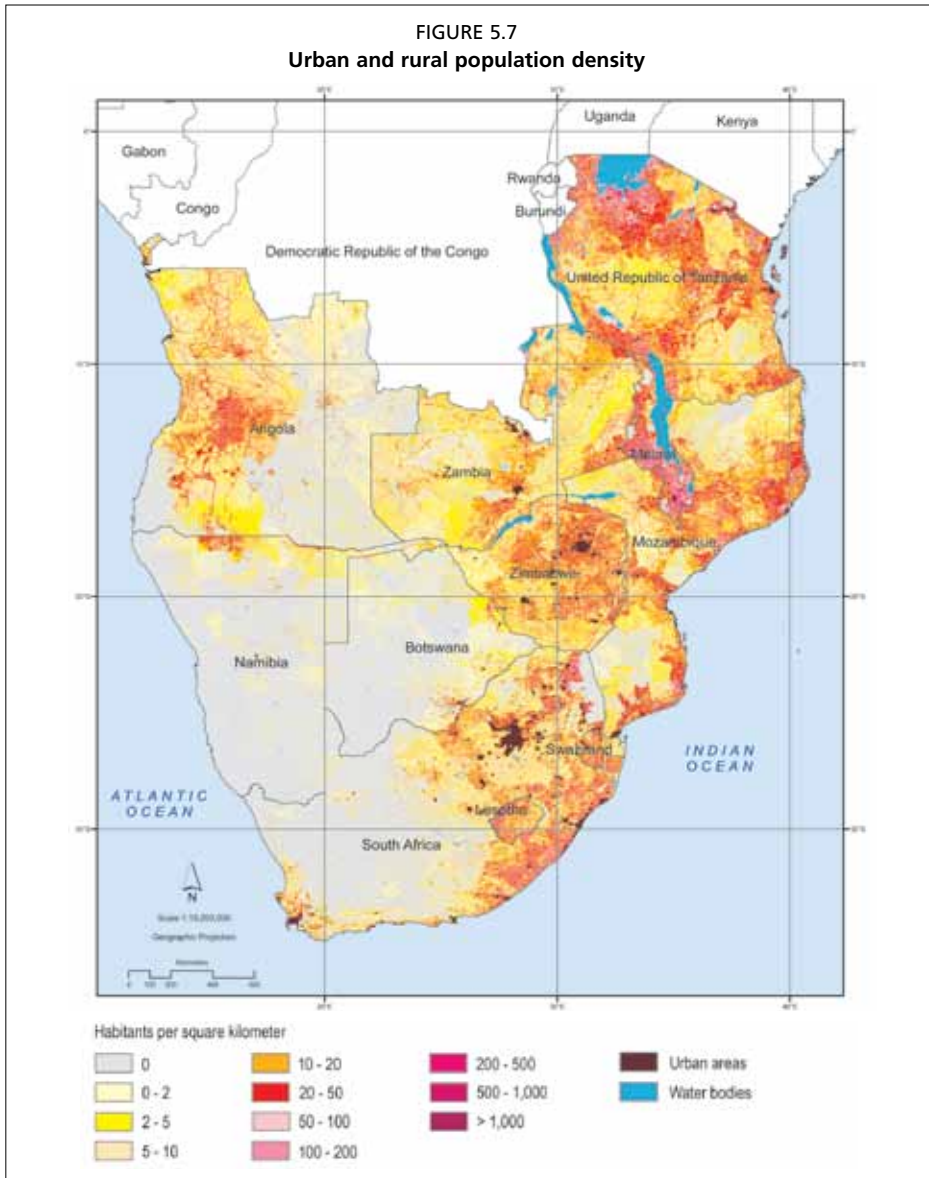 FIGURE 5.7
Urban and rural population density
Uganda
Kenya
Gabon
Rwanda
Congo
Burundi
Democratic Republic of the Congo
United Republic of Tanzania
Angola
Malawi
Zambia
Mozambique
Zimbabwe
Botswana
Namibia
INDIAN
OCEAN
Swaziland
ATLANTIC
OCEAN
Lesotho
South Africa
N
Geographic Projection
Kilometers
Habitants per square kilometer
0
10 - 20
200 - 500
Urban areas
0 - 2
20 - 50
500 - 1,000
Water bodies
2 - 5
50 - 100
> 1,000
5 - 10
100 - 200